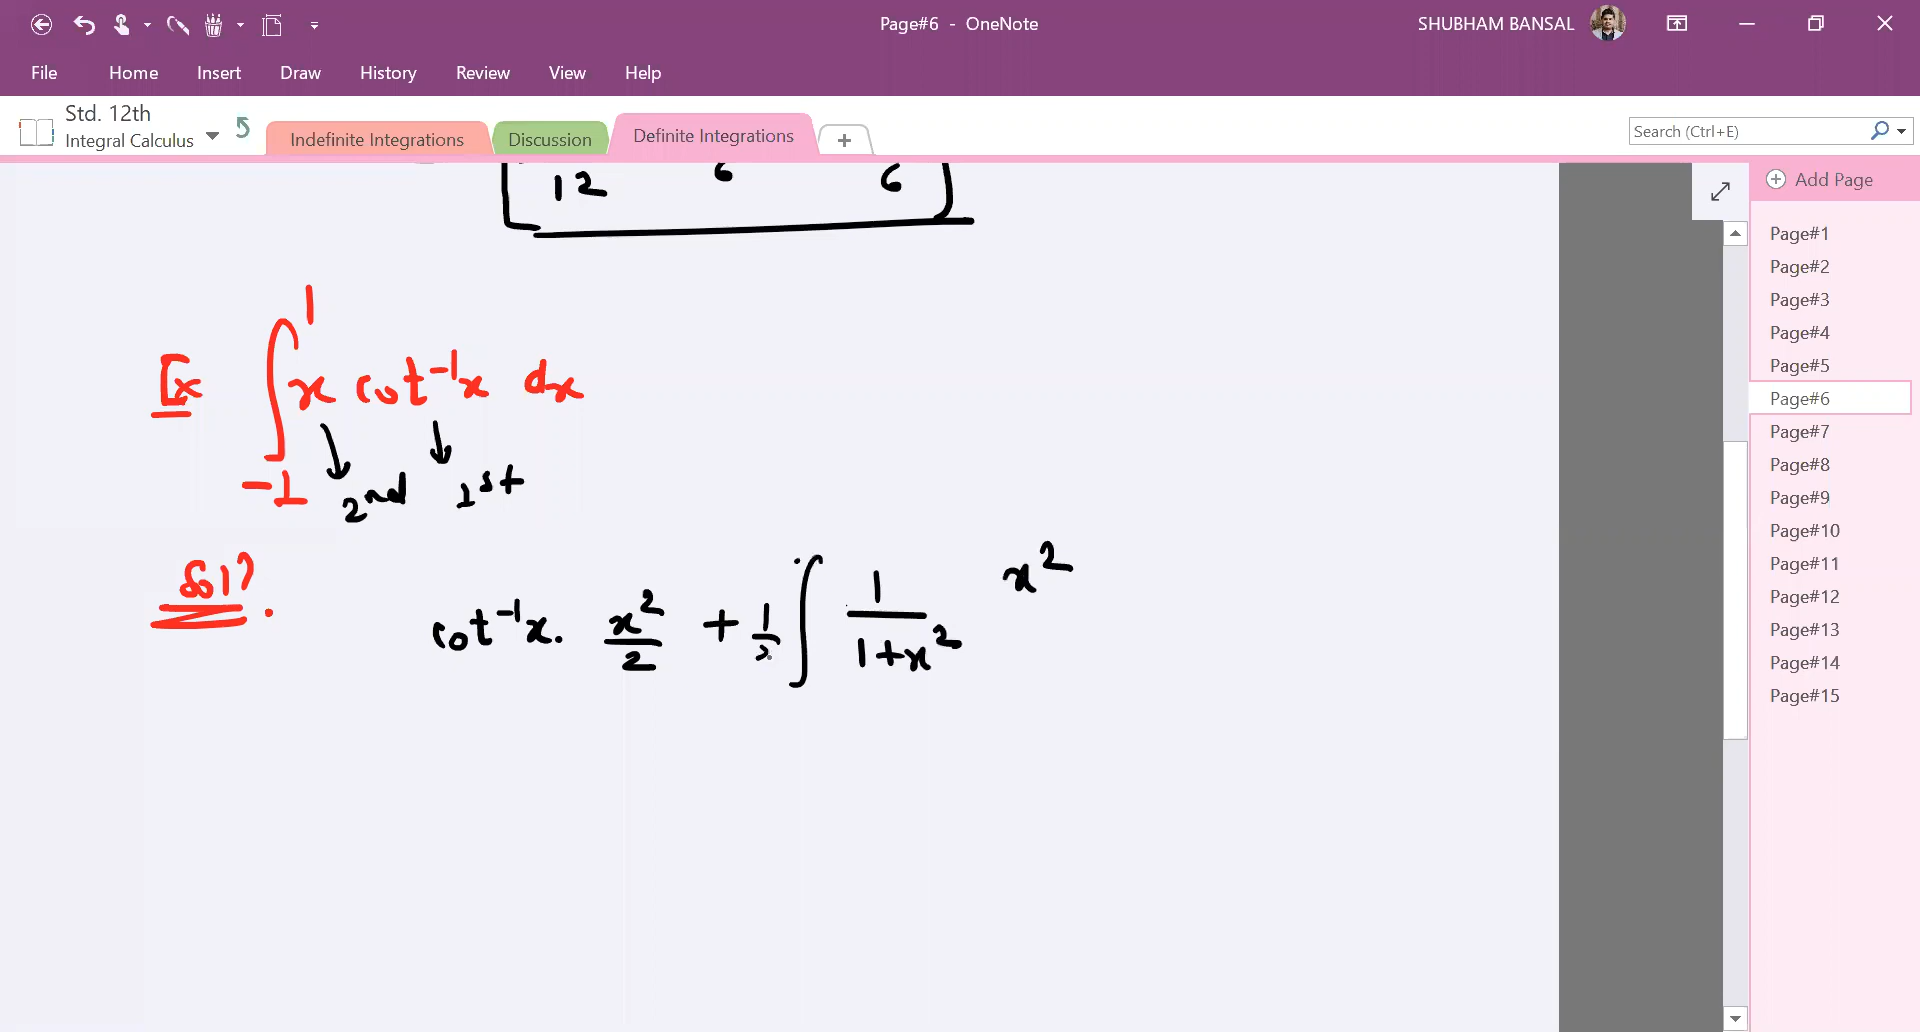 Page#6 - OneNote
SHUBHAM BANSAL
File Home Insert Draw History Review View Help
Std. 12th
Integral Calculus
Indefinite Integrations
Discussion
Definite Integrations
+
Search (Ctrl+E)
Add Page
Page#1
Page#2
Page#3
Page#4
Page#5
Page#6
Page#7
Page#8
Page#9
Page#10
Page#11
Page#12
Page#13
Page#14
Page#15
12 6 6
Ex ∫₋₁¹ x cot⁻¹x dx
2nd 1st
cot⁻¹x. x²/2 + 1/2 ∫ 1/(1+x²) x²